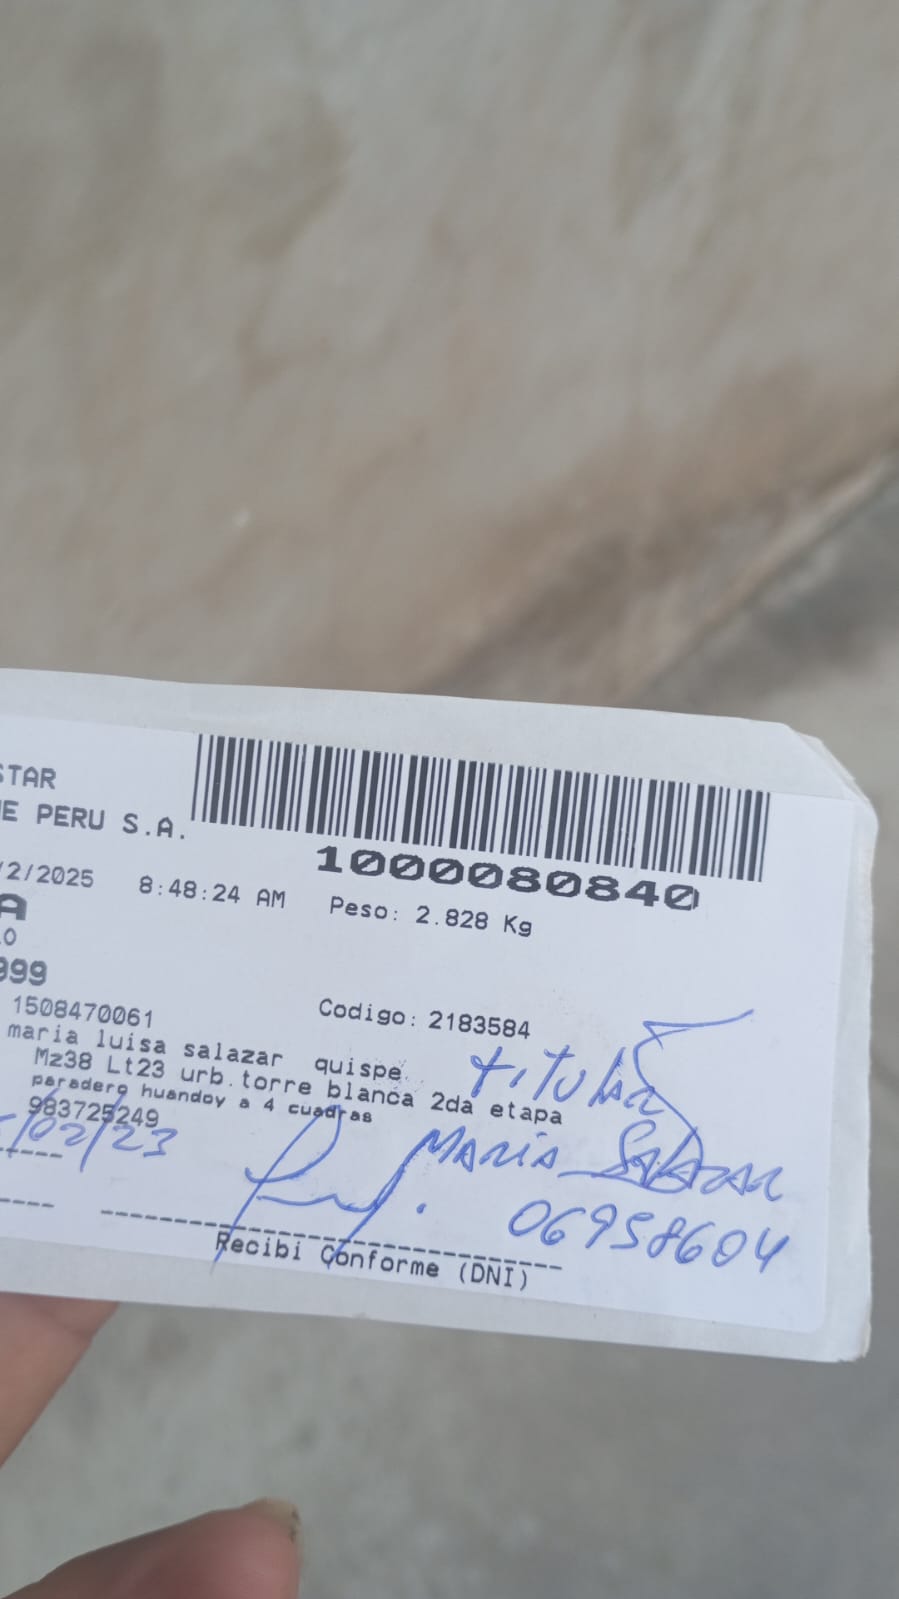 STAR
E PERU S.A.
1000080840
/2/2025 8:48:24 AM Peso: 2.828 Kg
A
LO
999
1508470061 Codigo: 2183584
maria luisa salazar quispe
Mz38 Lt23 urb.torre blanca 2da etapa
paradero huandoy a 4 cuadras
983725249
titular
/02/23
MARIA SALAZAR
06958604
Recibi Conforme (DNI)